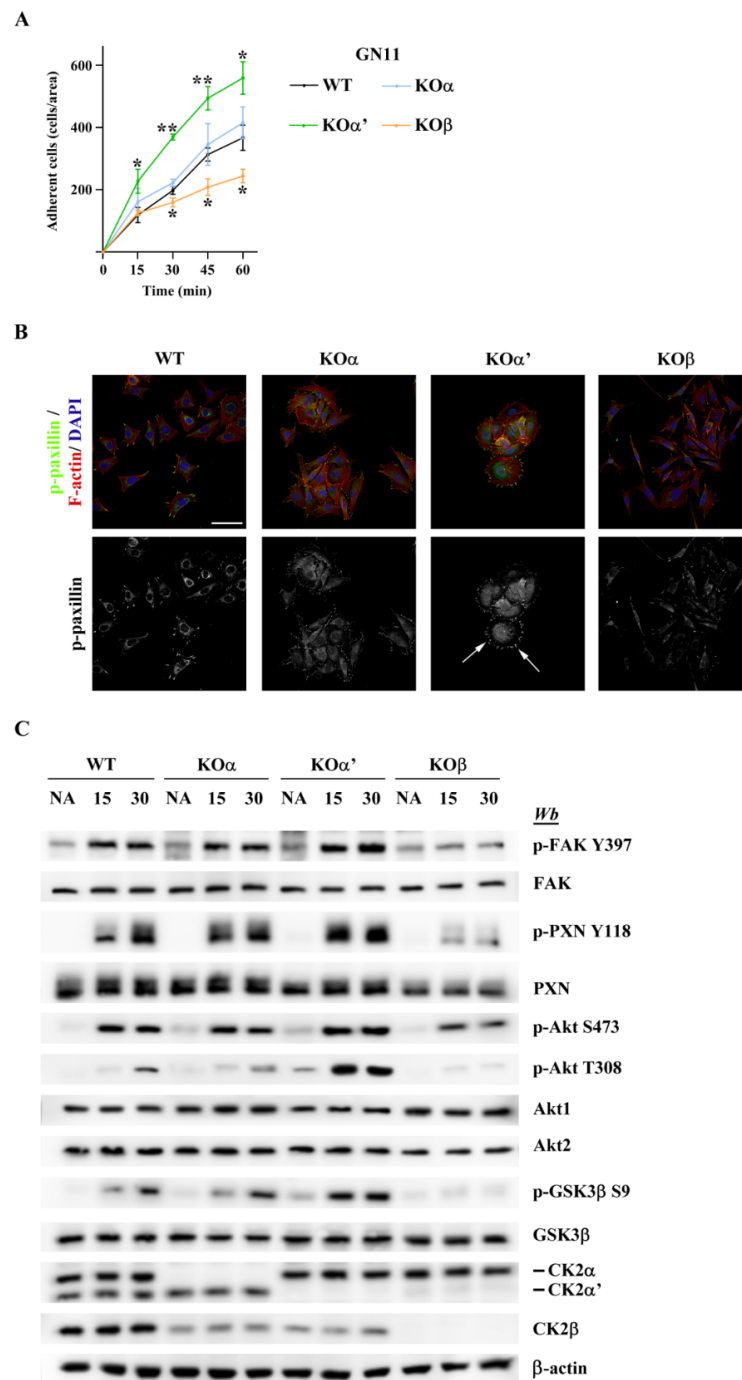 A
GN11
WT
KOα
KOα'
KOβ
Adherent cells (cells/area)
600
400
200
* ** ** *
* * *
0 15 30 45 60
Time (min)
B
WT KOα KOα' KOβ
p-paxillin /
F-actin/ DAPI
p-paxillin
C
WT KOα KOα' KOβ
NA 15 30 NA 15 30 NA 15 30 NA 15 30
Wb
p-FAK Y397
FAK
p-PXN Y118
PXN
p-Akt S473
p-Akt T308
Akt1
Akt2
p-GSK3β S9
GSK3β
CK2α
CK2α'
CK2β
β-actin